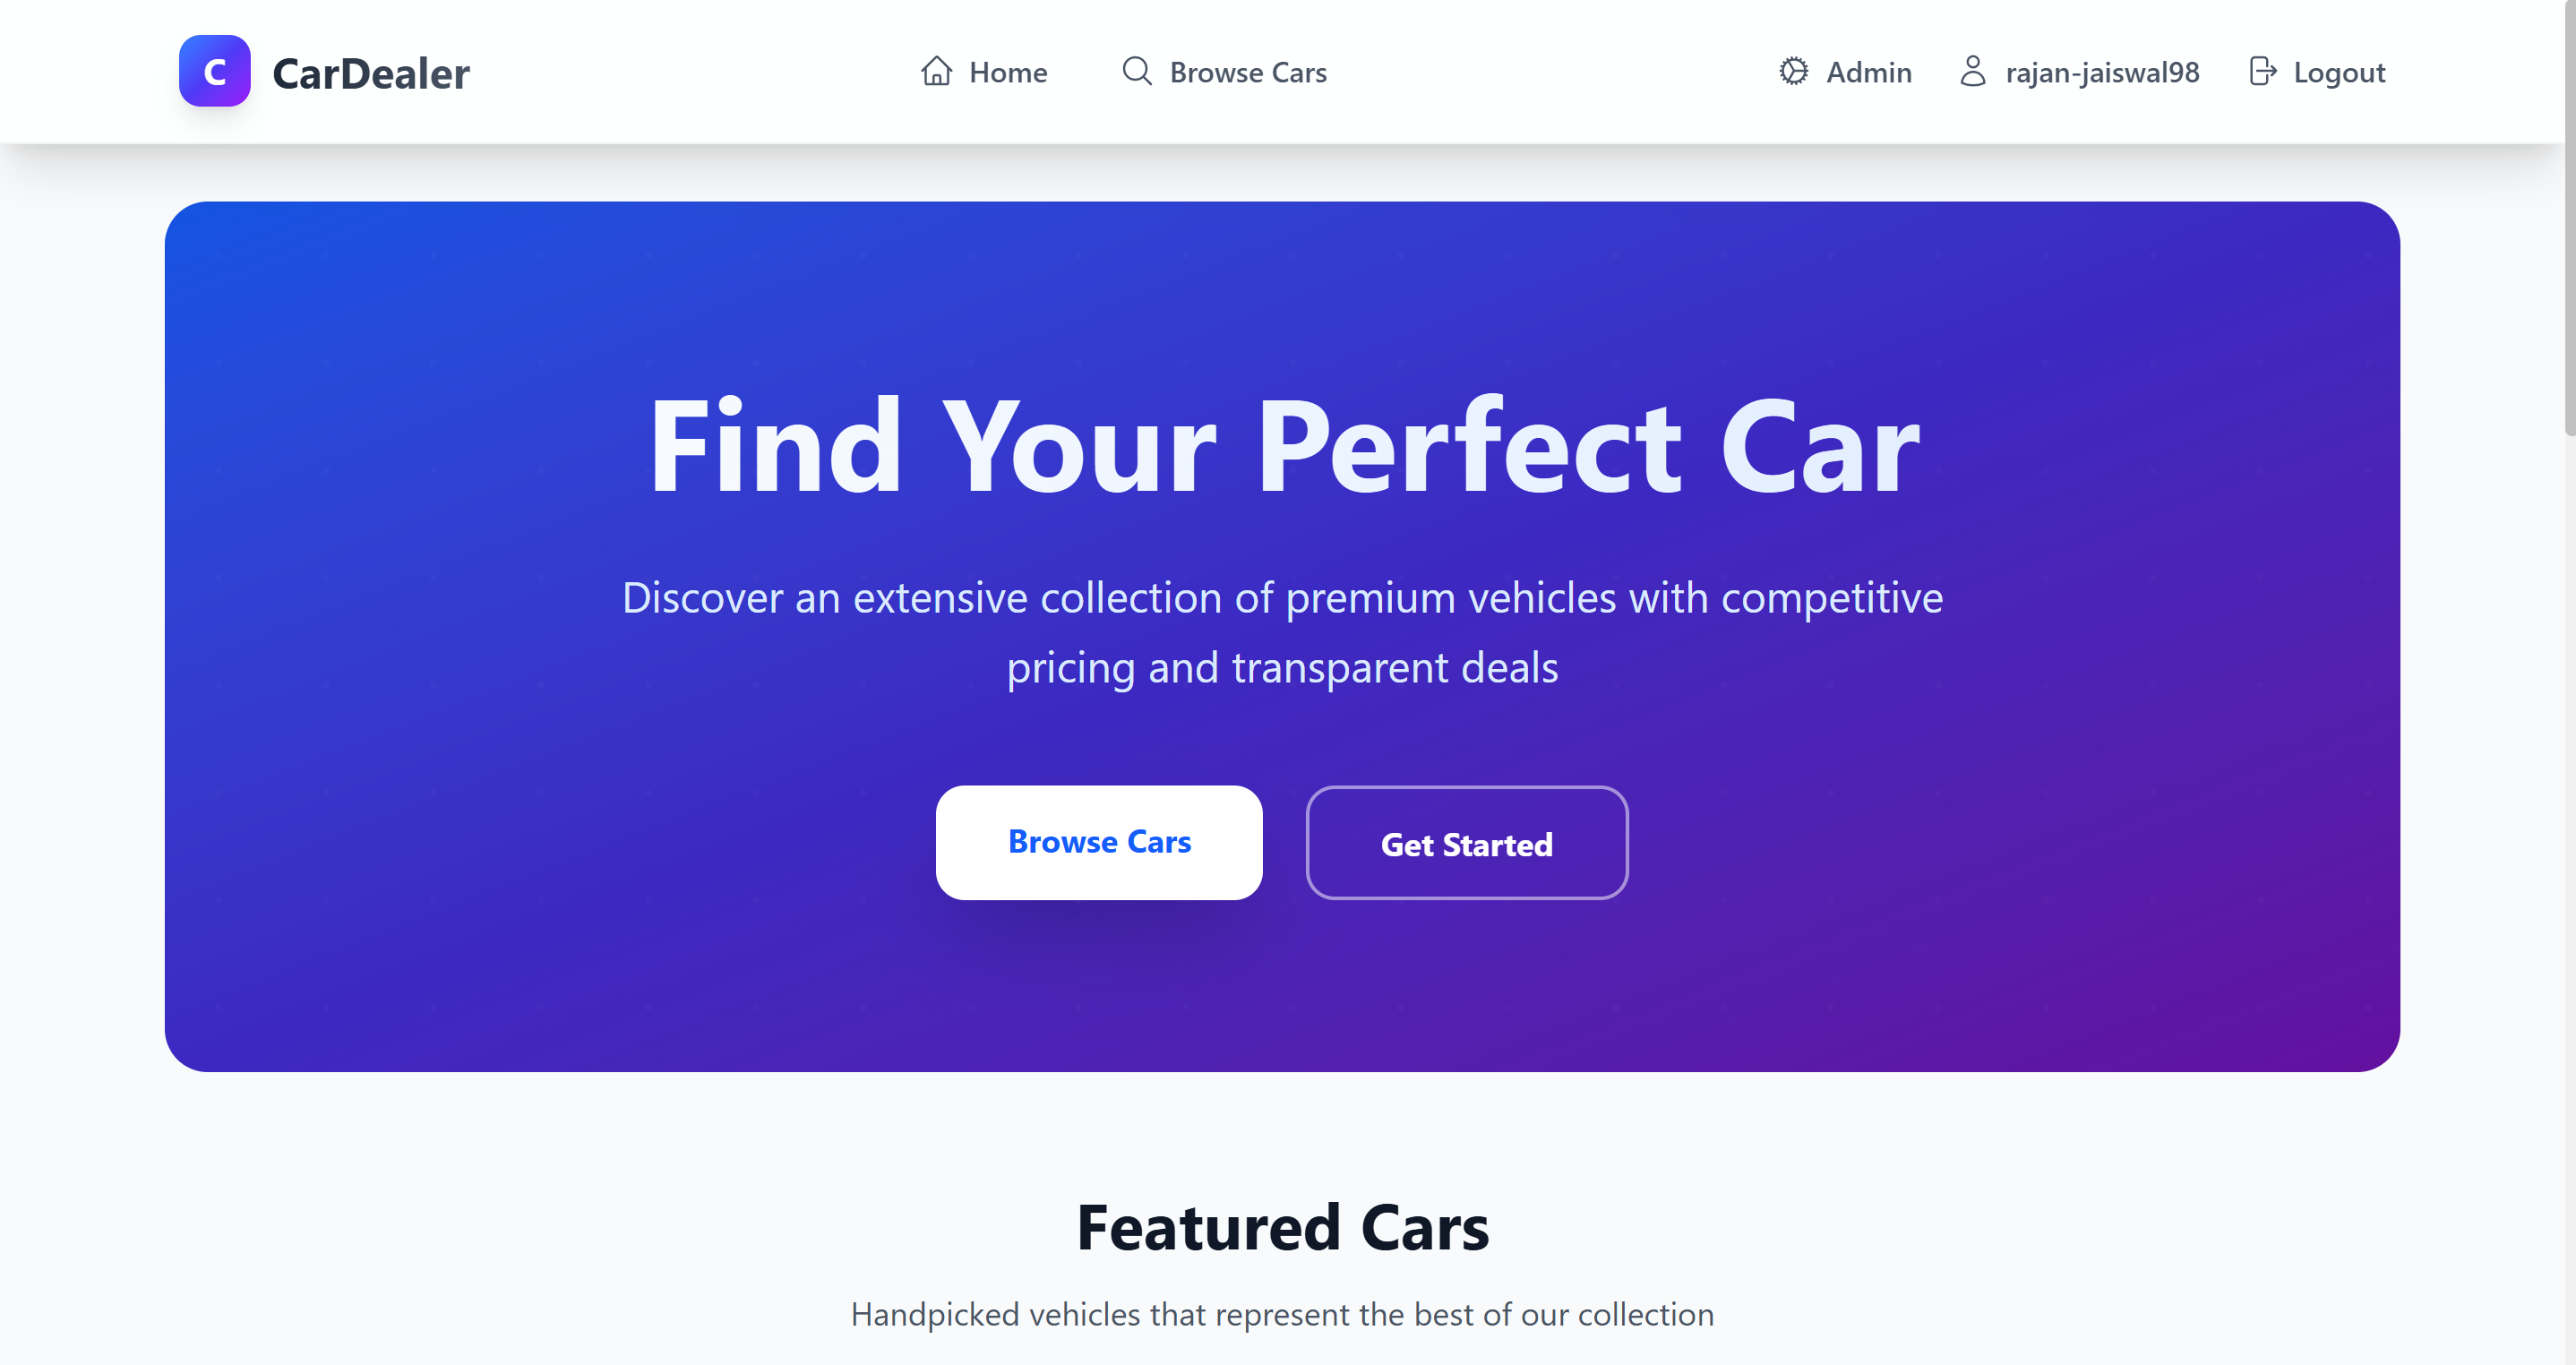 C CarDealer
Home
Browse Cars
Admin
rajan-jaiswal98
Logout
Find Your Perfect Car
Discover an extensive collection of premium vehicles with competitive
pricing and transparent deals
Browse Cars
Get Started
Featured Cars
Handpicked vehicles that represent the best of our collection